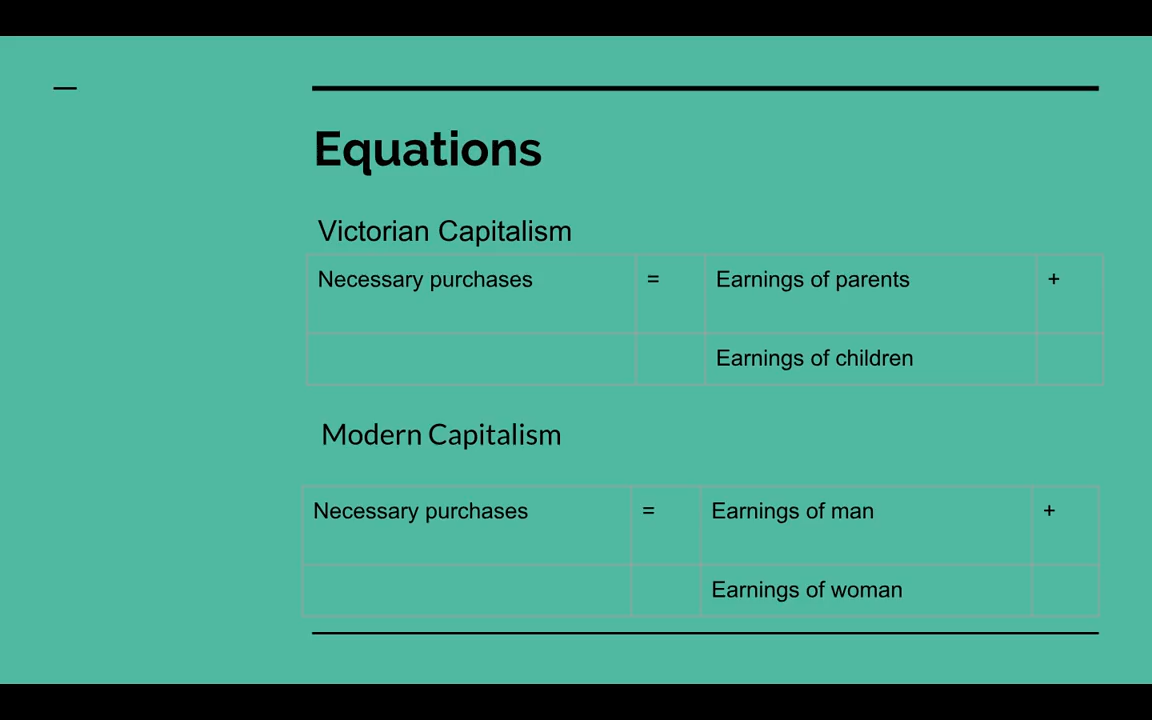 Equations
Victorian Capitalism
Necessary purchases = Earnings of parents +
Earnings of children
Modern Capitalism
Necessary purchases = Earnings of man +
Earnings of woman